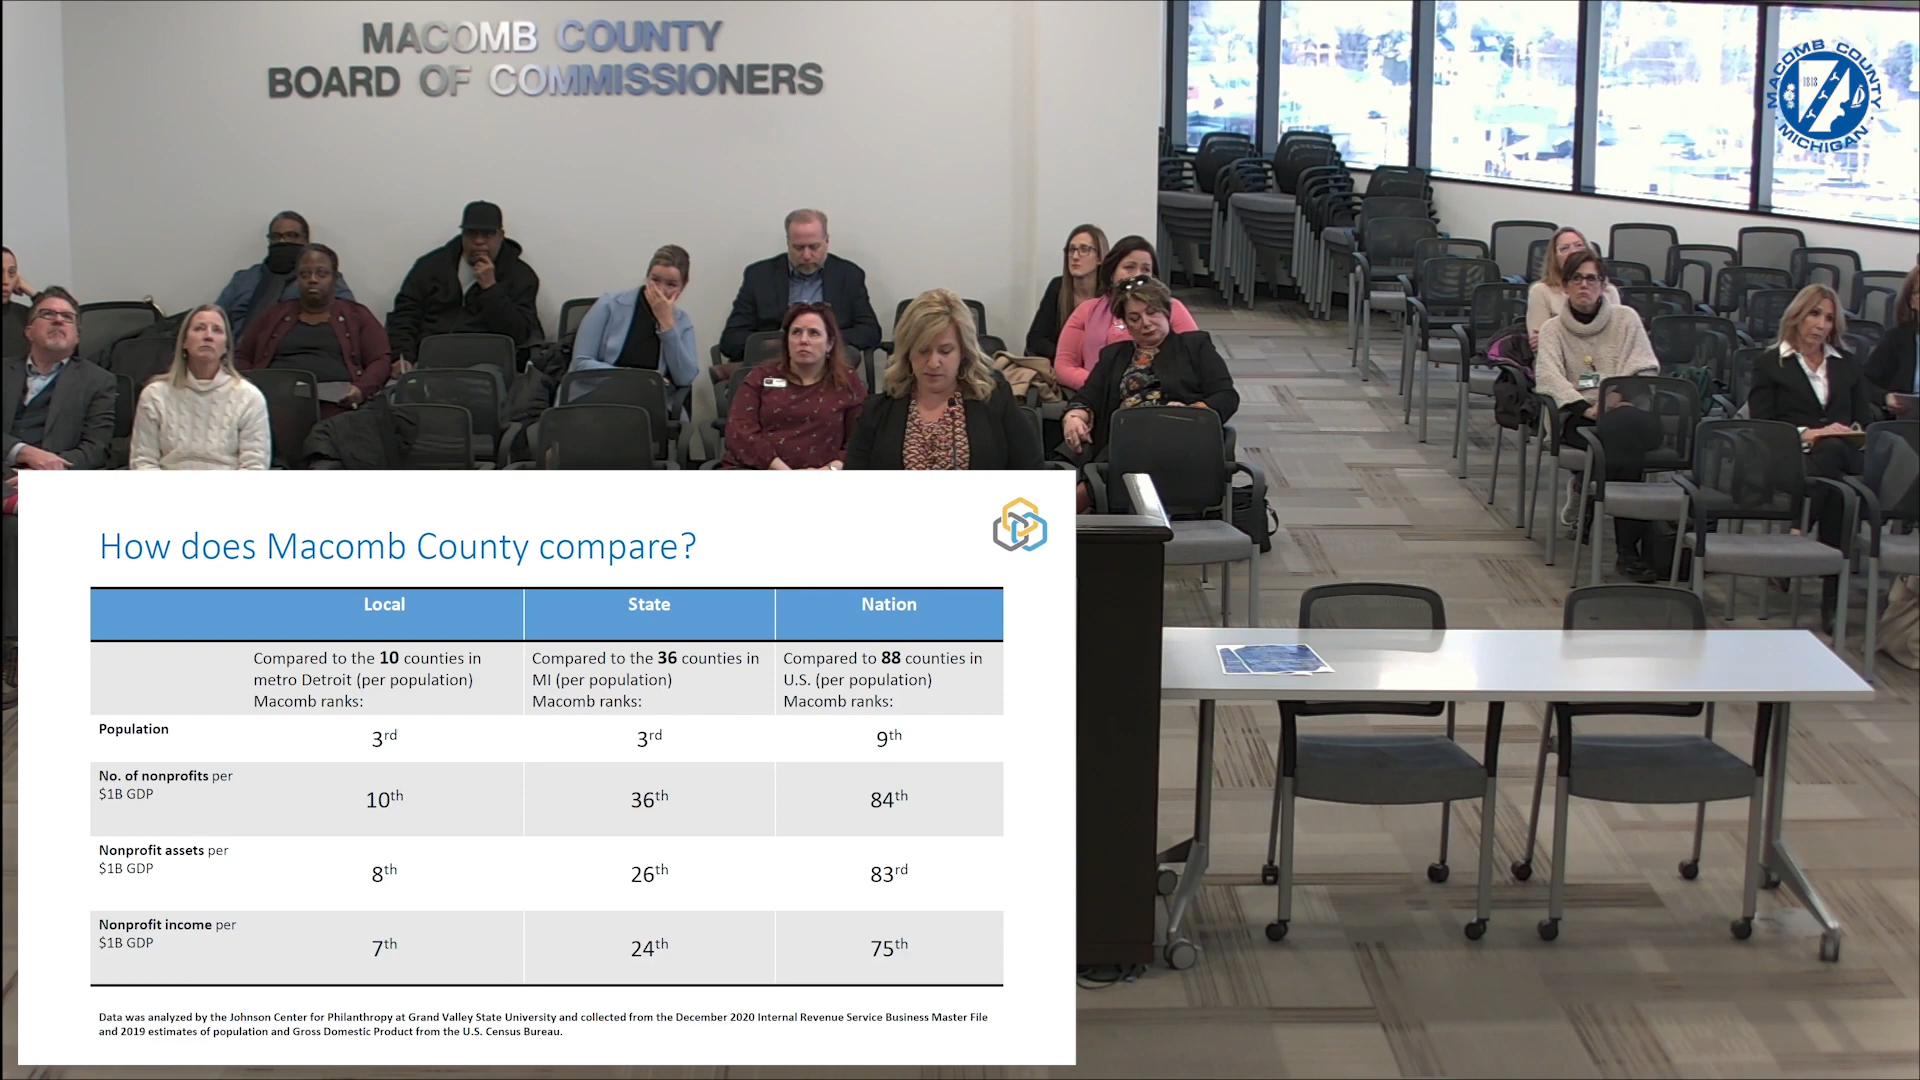 MACOMB COUNTY
BOARD OF COMMISSIONERS
MACOMB COUNTY
1818
MICHIGAN
How does Macomb County compare?
Local State Nation
Compared to the 10 counties in
metro Detroit (per population)
Macomb ranks:
Compared to the 36 counties in
MI (per population)
Macomb ranks:
Compared to 88 counties in
U.S. (per population)
Macomb ranks:
Population
3rd 3rd 9th
No. of nonprofits per
$1B GDP
10th 36th 84th
Nonprofit assets per
$1B GDP
8th 26th 83rd
Nonprofit income per
$1B GDP
7th 24th 75th
Data was analyzed by the Johnson Center for Philanthropy at Grand Valley State University and collected from the December 2020 Internal Revenue Service Business Master File
and 2019 estimates of population and Gross Domestic Product from the U.S. Census Bureau.